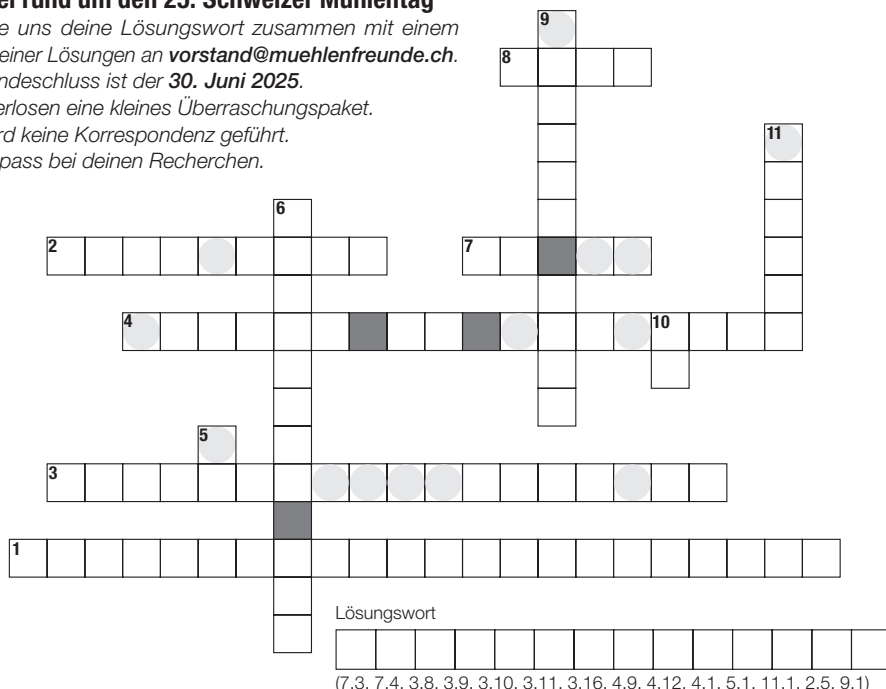 rund um den 25. Schweizer Mühlentag
uns deine Lösungswort zusammen mit einem
einer Lösungen an vorstand@muehlenfreunde.ch.
ndeschluss ist der 30. Juni 2025.
erlosen eine kleines Überraschungspaket.
rd keine Korrespondenz geführt.
pass bei deinen Recherchen.
9
8
11
6
2
7
4
10
5
3
1
Lösungswort
(7.3, 7.4, 3.8, 3.9, 3.10, 3.11, 3.16, 4.9, 4.12, 4.1, 5.1, 11.1, 2.5, 9.1)